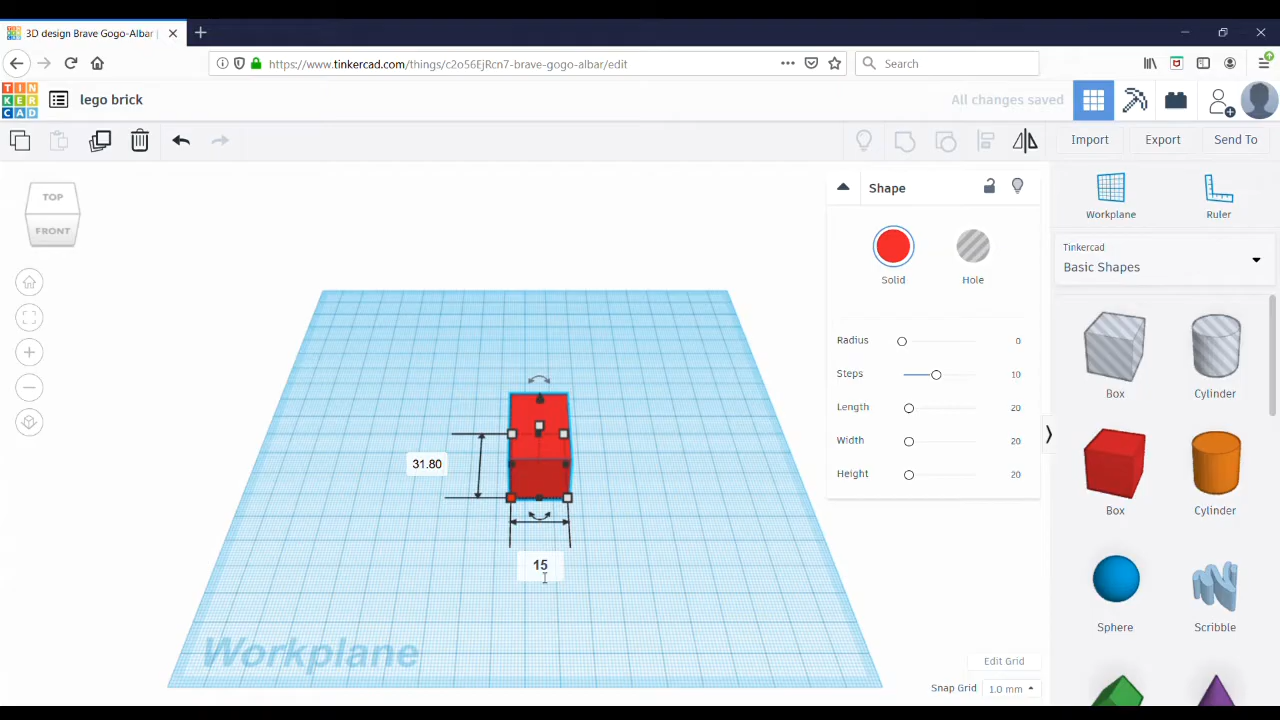 3D design Brave Gogo-Albar |
https://www.tinkercad.com/things/c2o56EjRcn7-brave-gogo-albar/edit
Search
TIN
KER
CAD
lego brick
All changes saved
Import
Export
Send To
TOP
FRONT
Shape
Solid
Hole
Radius
0
Steps
10
Length
20
Width
20
Height
20
Workplane
Ruler
Tinkercad
Basic Shapes
Box
Cylinder
Box
Cylinder
Sphere
Scribble
31.80
15
Workplane
Edit Grid
Snap Grid
1.0 mm